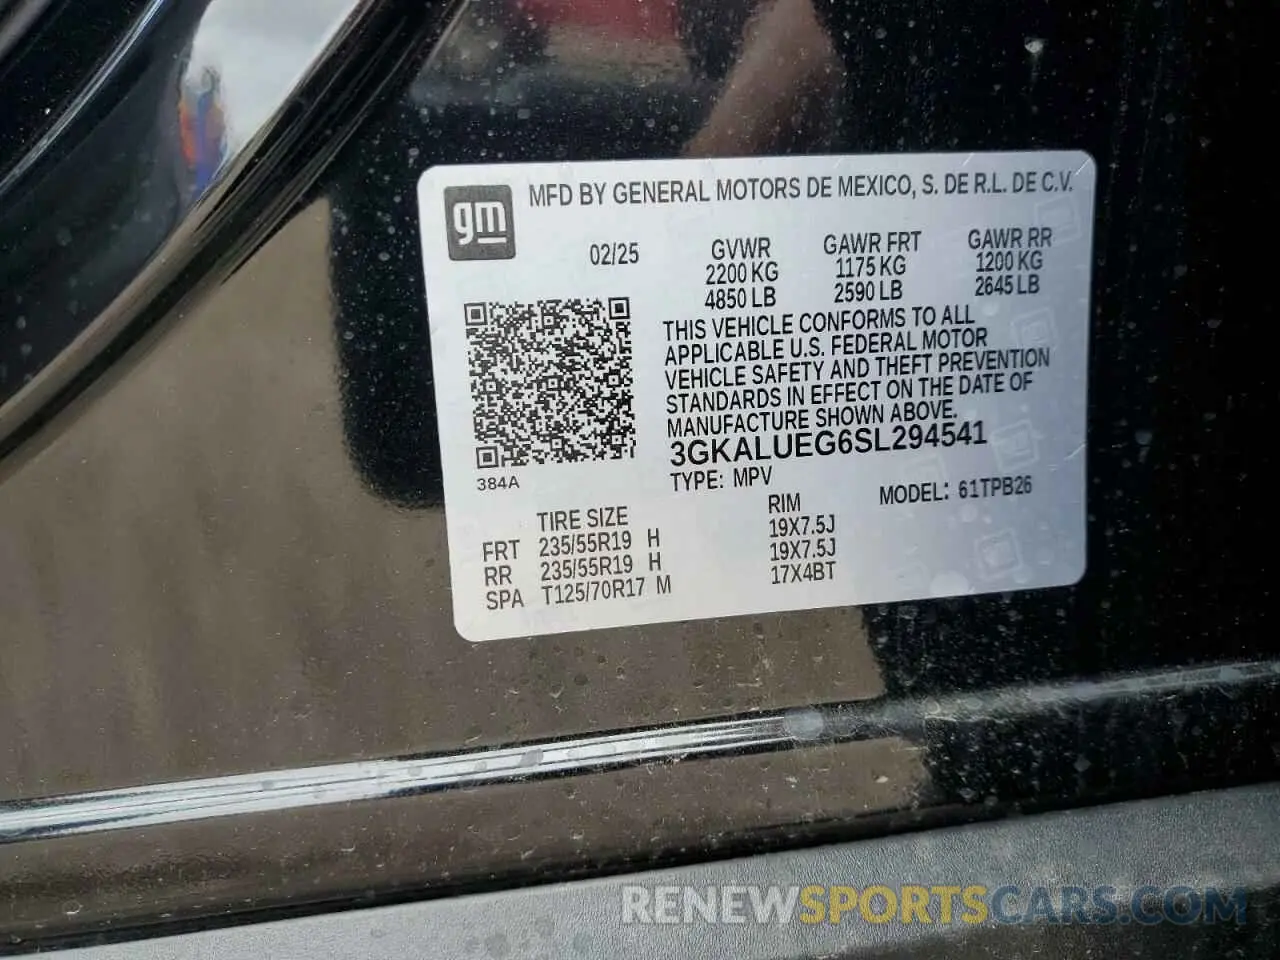 gm
MFD BY GENERAL MOTORS DE MEXICO, S. DE R.L. DE C.V.
02/25
GVWR GAWR FRT GAWR RR
2200 KG 1175 KG 1200 KG
4850 LB 2590 LB 2645 LB
THIS VEHICLE CONFORMS TO ALL
APPLICABLE U.S. FEDERAL MOTOR
VEHICLE SAFETY AND THEFT PREVENTION
STANDARDS IN EFFECT ON THE DATE OF
MANUFACTURE SHOWN ABOVE.
3GKALUEG6SL294541
384A
TYPE: MPV MODEL: 61TPB26
TIRE SIZE RIM
FRT 235/55R19 H 19X7.5J
RR 235/55R19 H 19X7.5J
SPA T125/70R17 M 17X4BT
RENEWSPORTSCARS.COM